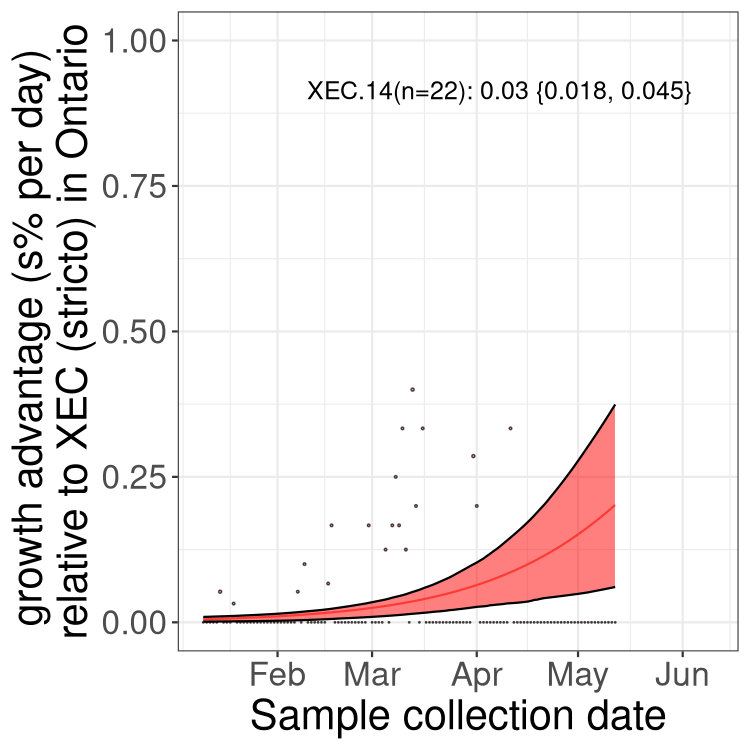 growth advantage (s% per day)
relative to XEC (stricto) in Ontario
1.00
0.75
0.50
0.25
0.00
XEC.14(n=22): 0.03 {0.018, 0.045}
Feb Mar Apr May Jun
Sample collection date